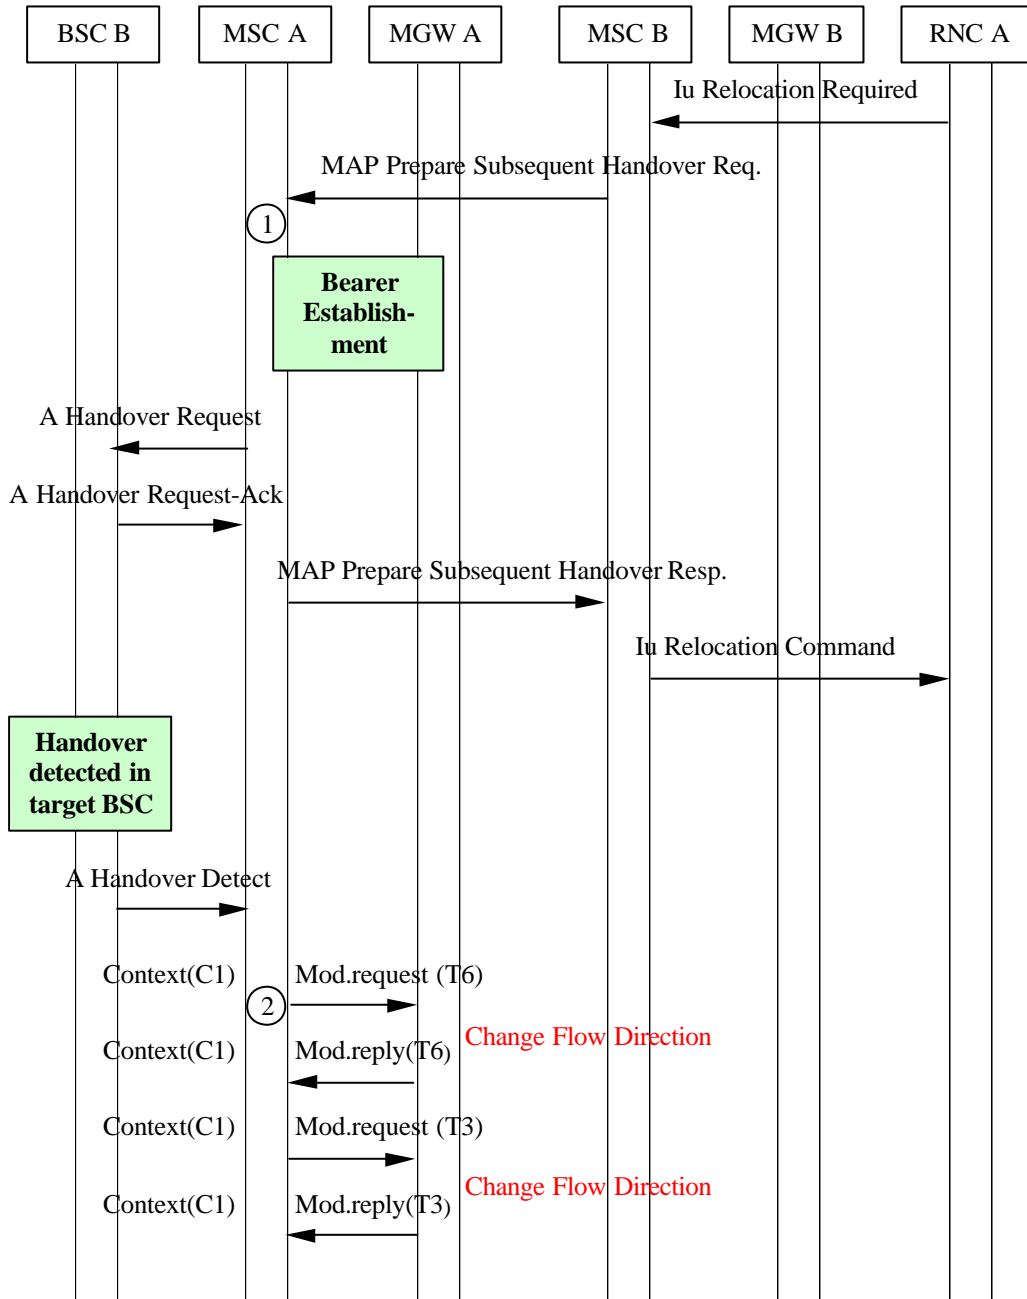 BSC B MSC A MGW A MSC B MGW B RNC A
Iu Relocation Required
MAP Prepare Subsequent Handover Req.
1
Bearer
Establish-
ment
A Handover Request
A Handover Request-Ack
MAP Prepare Subsequent Handover Resp.
Iu Relocation Command
Handover
detected in
target BSC
A Handover Detect
Context(C1) Mod.request (T6)
2
Change Flow Direction
Context(C1) Mod.reply(T6)
Context(C1) Mod.request (T3)
Change Flow Direction
Context(C1) Mod.reply(T3)